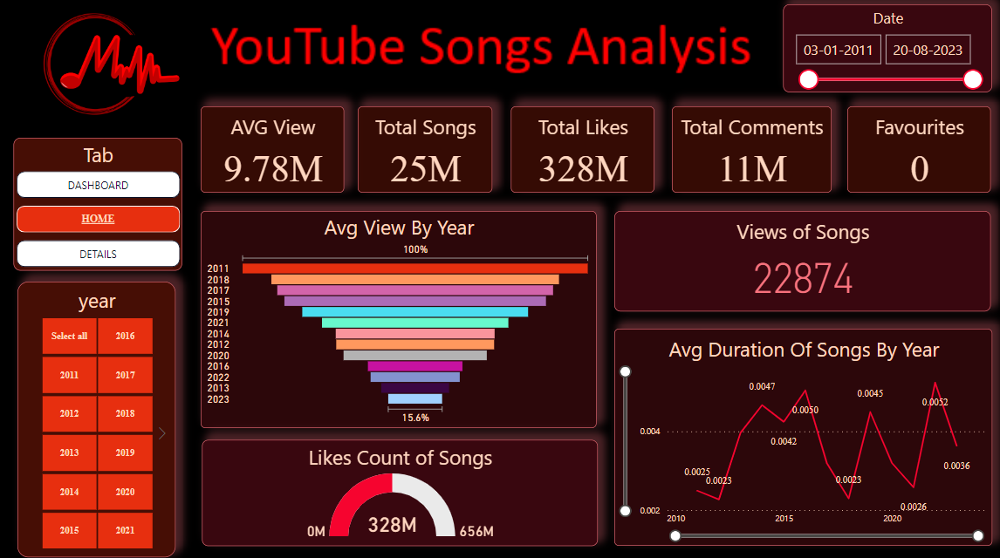 YouTube Songs Analysis
Date
03-01-2011 20-08-2023
AVG View
9.78M
Total Songs
25M
Total Likes
328M
Total Comments
11M
Favourites
0
Tab
DASHBOARD
HOME
DETAILS
year
Select all 2016
2011 2017
2012 2018
2013 2019
2014 2020
2015 2021
Avg View By Year
100%
2011
2018
2017
2015
2019
2021
2014
2012
2020
2016
2022
2013
2023
15.6%
Likes Count of Songs
0M 328M 656M
Views of Songs
22874
Avg Duration Of Songs By Year
0.004
0.002
0.0025
0.0023
0.0047
0.0042
0.0050
0.0023
0.0045
0.0026
0.0052
0.0036
2010 2015 2020